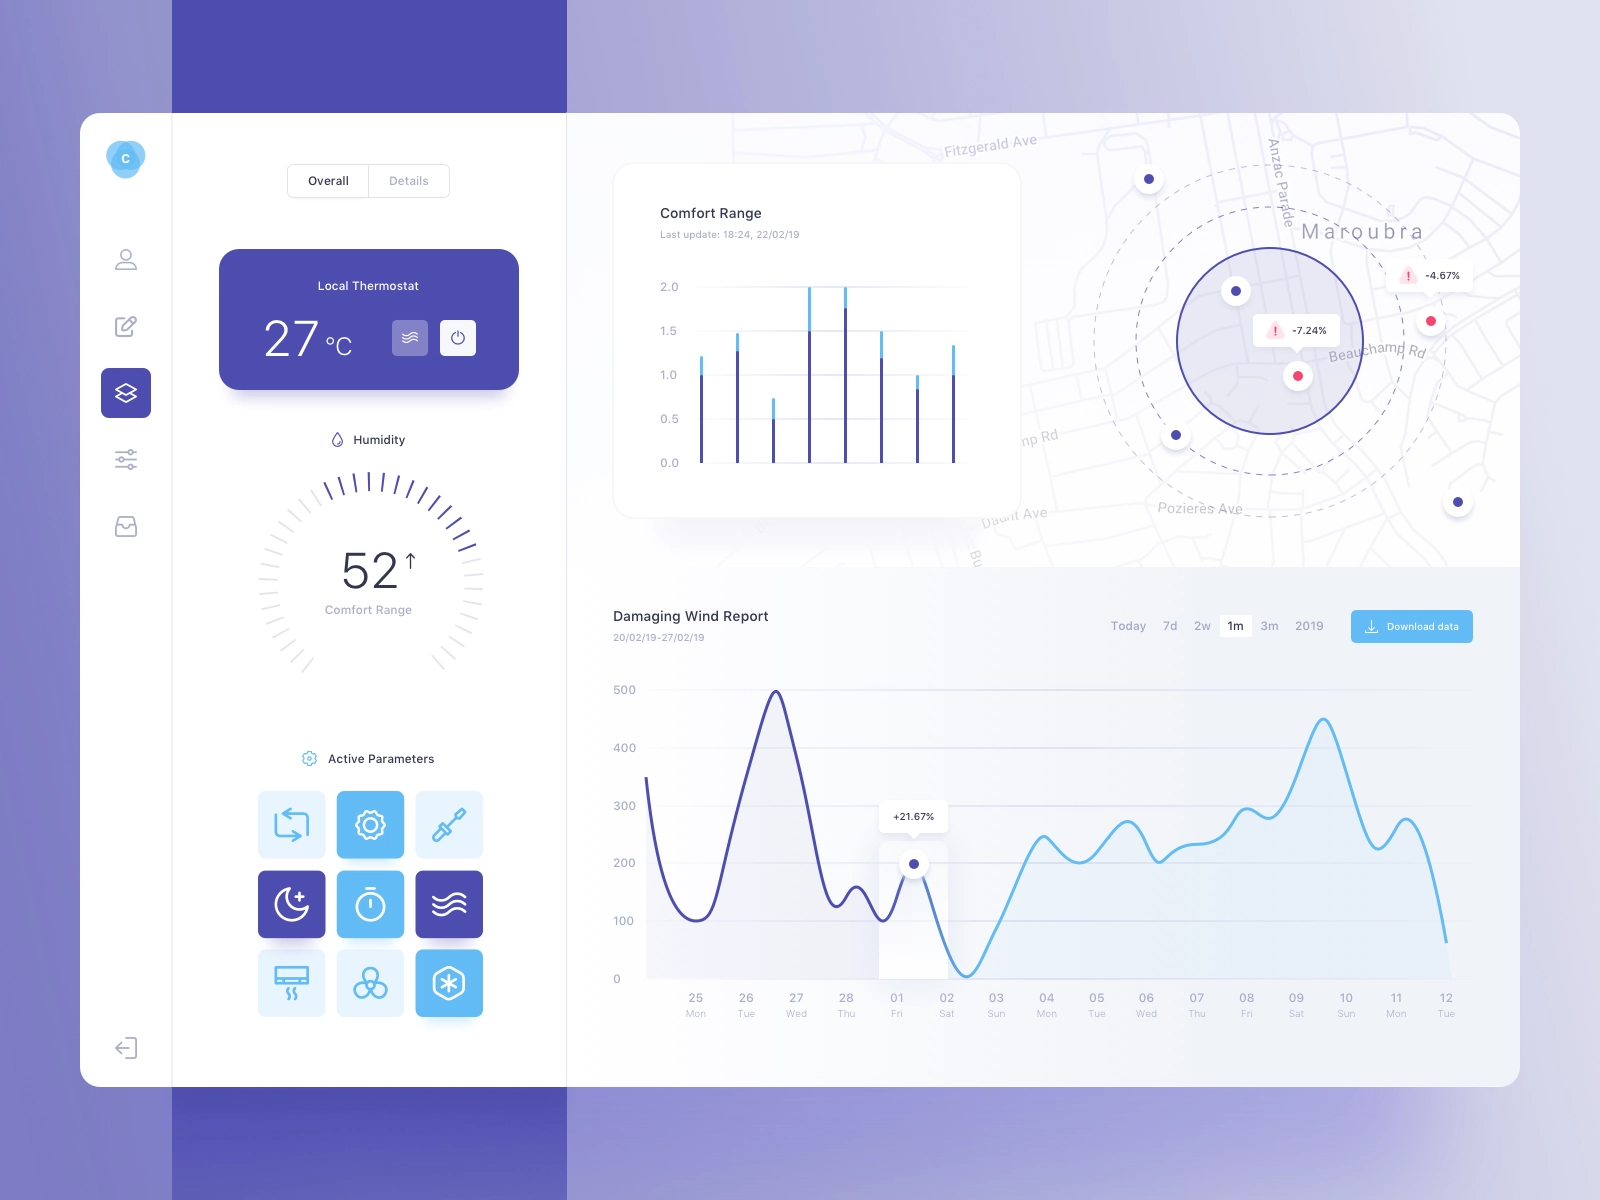 C
Overall
Details
Local Thermostat
27 °C
Humidity
52
Comfort Range
Active Parameters
Fitzgerald Ave
Anzac Parade
Maroubra
-4.67%
-7.24%
Beauchamp Rd
mp Rd
Pozieres Ave
Ave
Bu
Comfort Range
Last update: 18:24, 22/02/19
2.0
1.5
1.0
0.5
0.0
Damaging Wind Report
20/02/19-27/02/19
Today 7d 2w 1m 3m 2019
Download data
500
400
300
+21.67%
200
100
0
25 26 27 28 01 02 03 04 05 06 07 08 09 10 11 12
Mon Tue Wed Thu Fri Sat Sun Mon Tue Wed Thu Fri Sat Sun Mon Tue